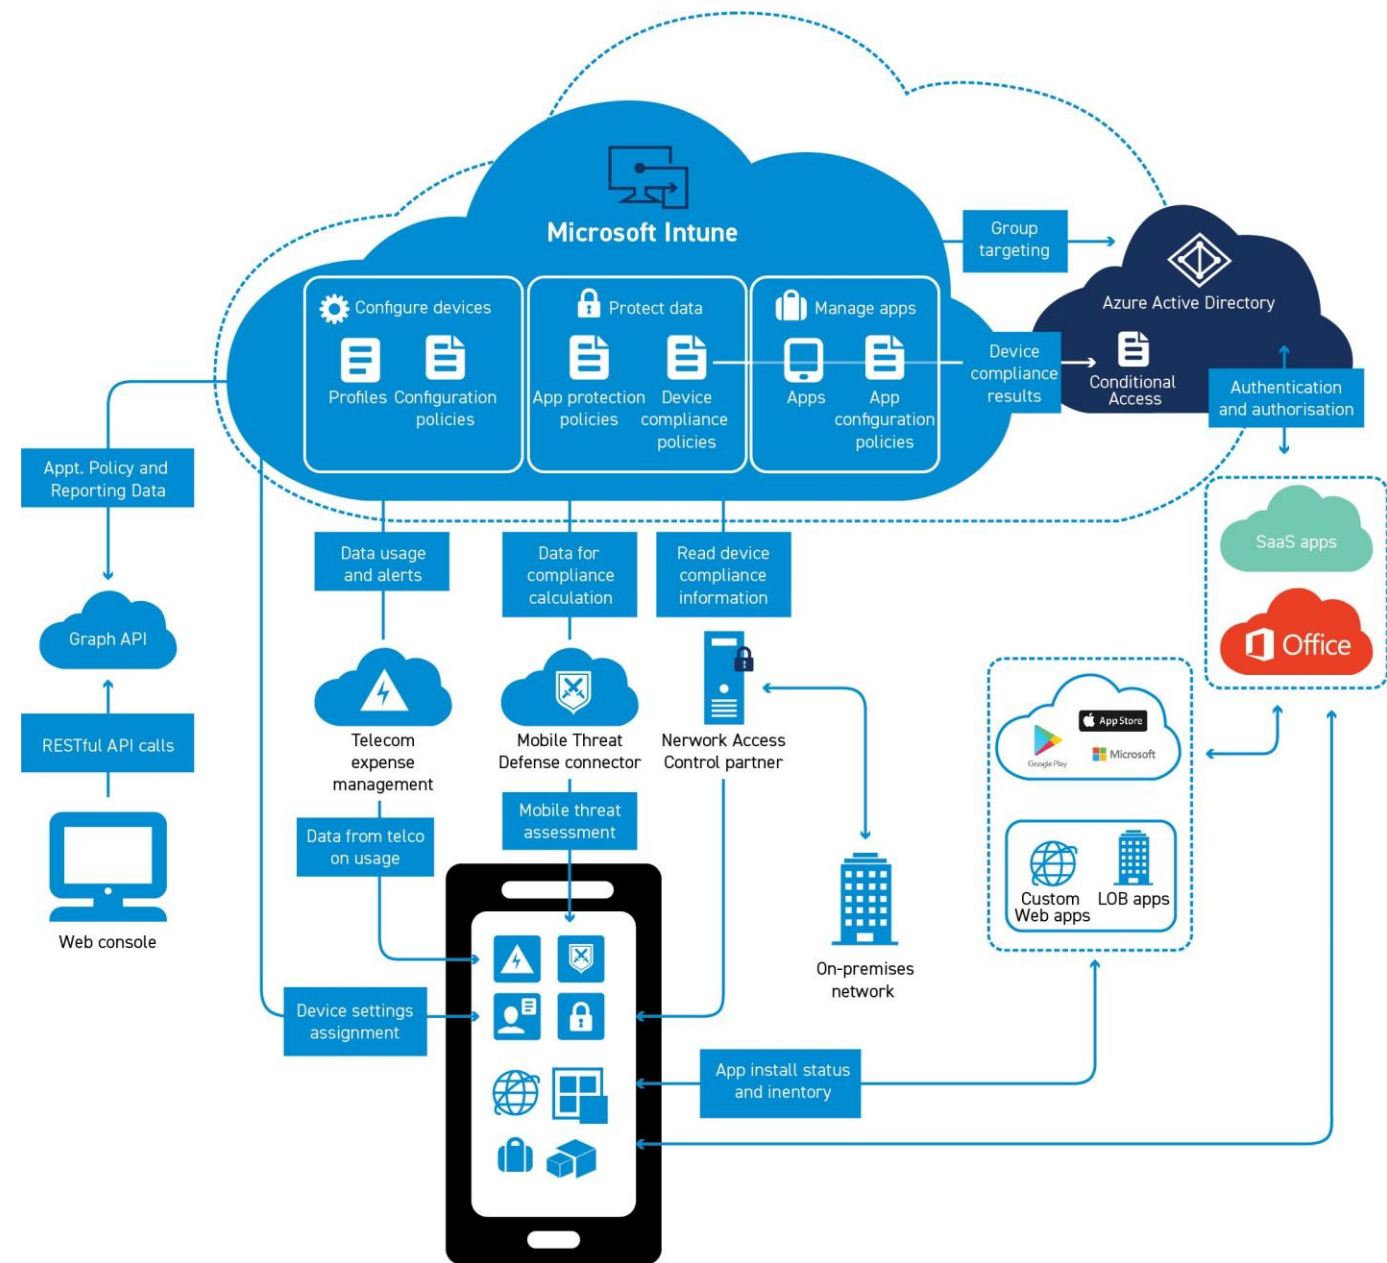 Microsoft Intune
Group
targeting
Configure devices
Profiles
Configuration
policies
Protect data
App protection
policies
Device
compliance
policies
Manage apps
Apps
App
configuration
policies
Device
compliance
results
Azure Active Directory
Conditional
Access
Authentication
and authorisation
Appt. Policy and
Reporting Data
Graph API
RESTful API calls
Web console
Data usage
and alerts
Data for
compliance
calculation
Read device
compliance
information
Telecom
expense
management
Mobile Threat
Defense connector
Nerwork Access
Control partner
Data from telco
on usage
Mobile threat
assessment
Device settings
assignment
On-premises
network
App install status
and inentory
SaaS apps
Office
App Store
Google Play
Microsoft
Custom
Web apps
LOB apps